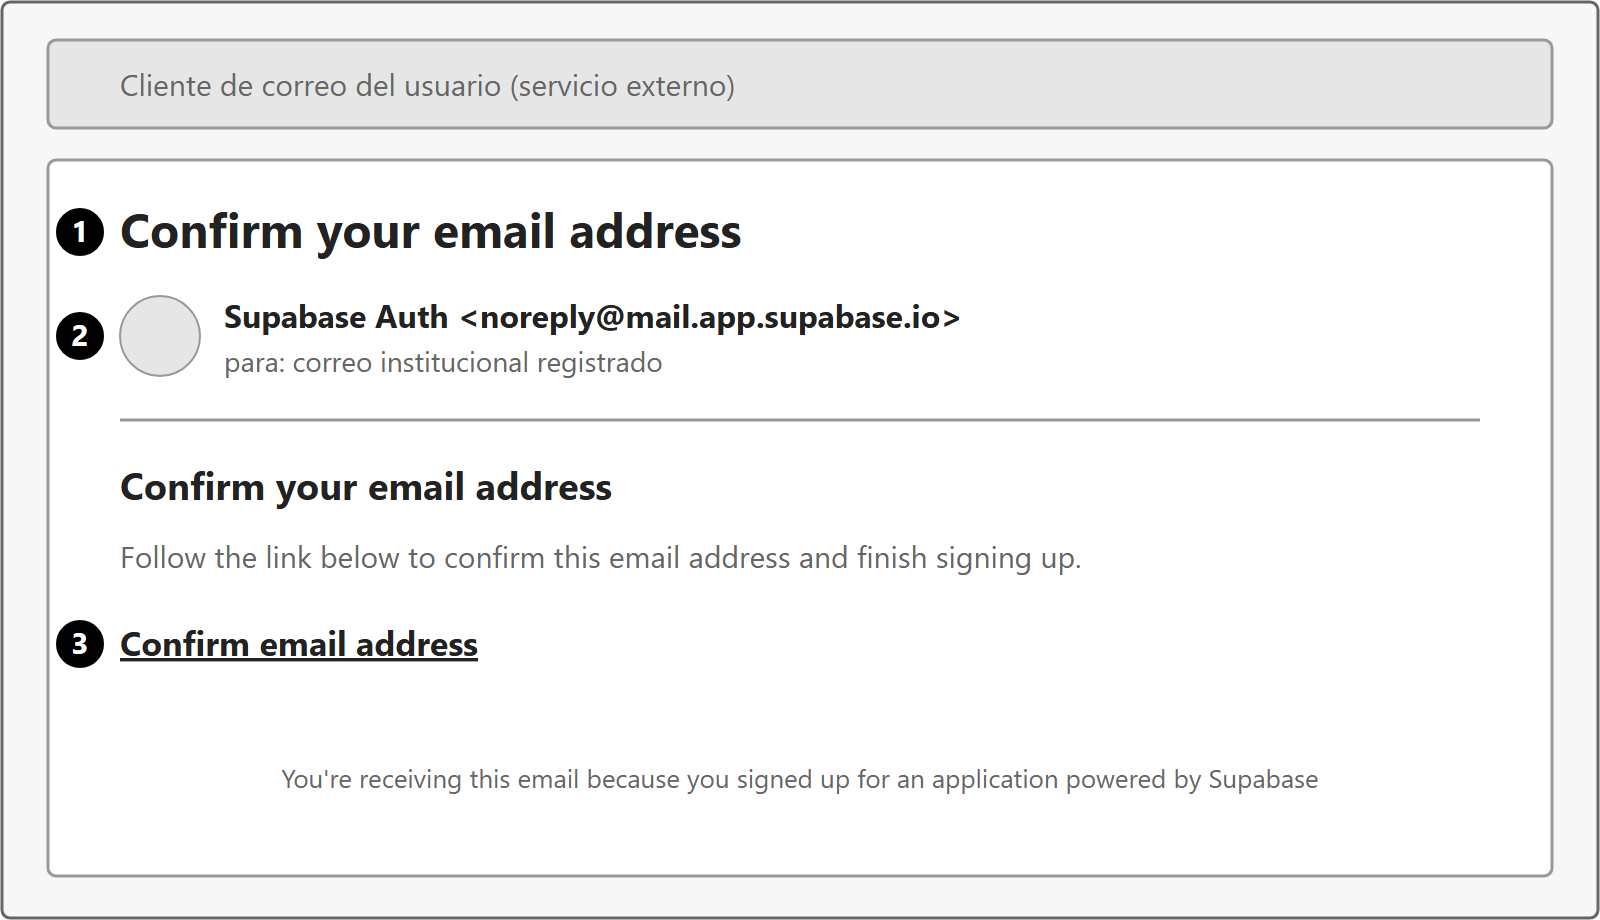 Cliente de correo del usuario (servicio externo)
1 Confirm your email address
2 Supabase Auth <noreply@mail.app.supabase.io>
para: correo institucional registrado
Confirm your email address
Follow the link below to confirm this email address and finish signing up.
3 Confirm email address
You're receiving this email because you signed up for an application powered by Supabase